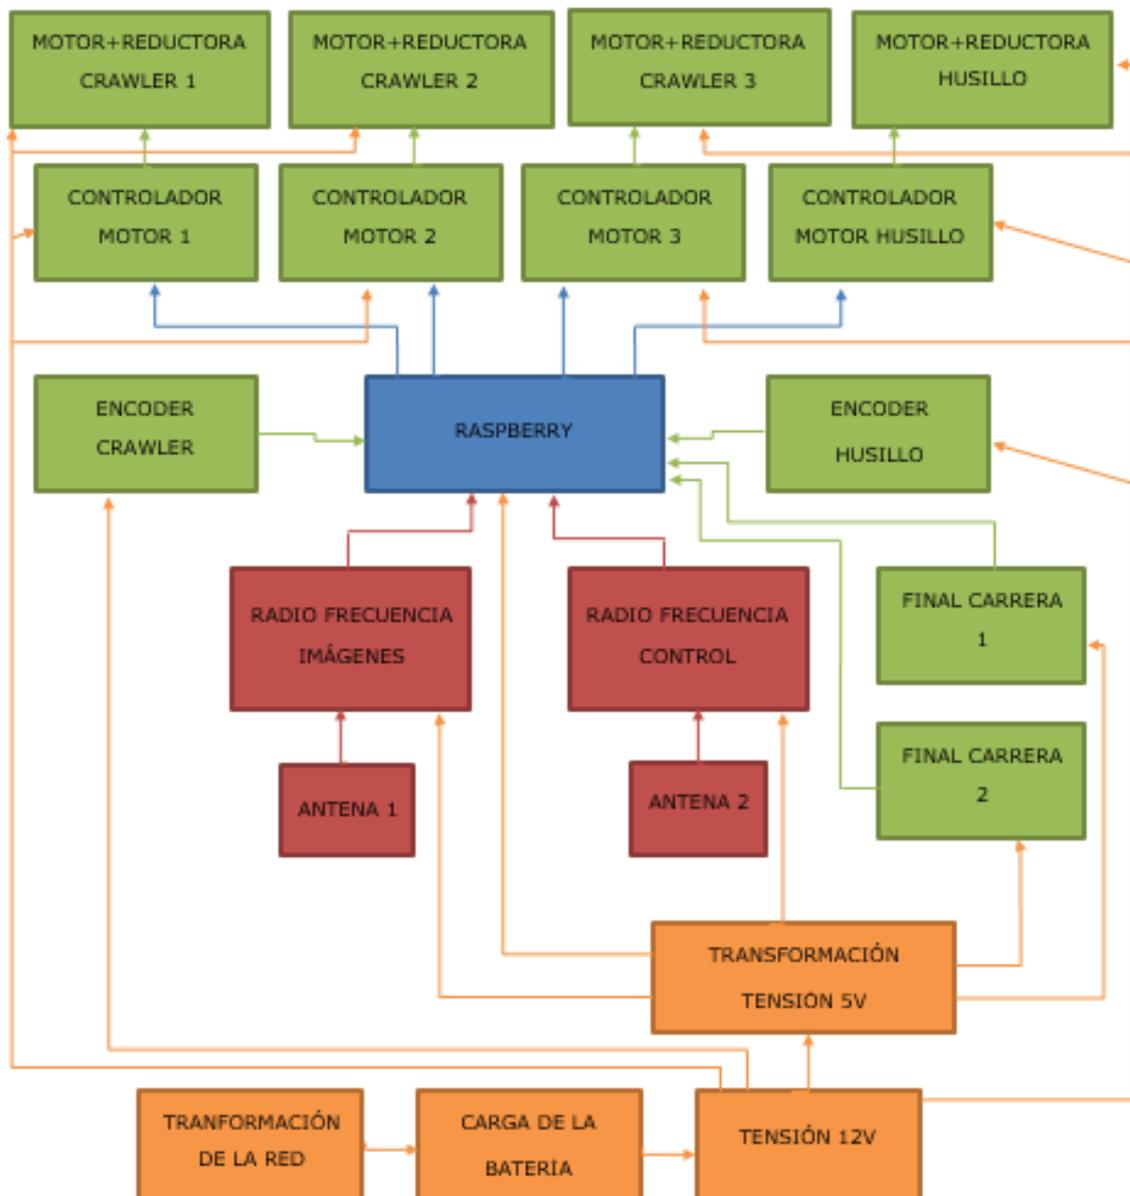 MOTOR+REDUCTORA
CRAWLER 1
MOTOR+REDUCTORA
CRAWLER 2
MOTOR+REDUCTORA
CRAWLER 3
MOTOR+REDUCTORA
HUSILLO
CONTROLADOR
MOTOR 1
CONTROLADOR
MOTOR 2
CONTROLADOR
MOTOR 3
CONTROLADOR
MOTOR HUSILLO
ENCODER
CRAWLER
RASPBERRY
ENCODER
HUSILLO
RADIO FRECUENCIA
IMÁGENES
RADIO FRECUENCIA
CONTROL
FINAL CARRERA
1
ANTENA 1
ANTENA 2
FINAL CARRERA
2
TRANSFORMACIÓN
TENSIÓN 5V
TRANFORMACIÓN
DE LA RED
CARGA DE LA
BATERÍA
TENSIÓN 12V